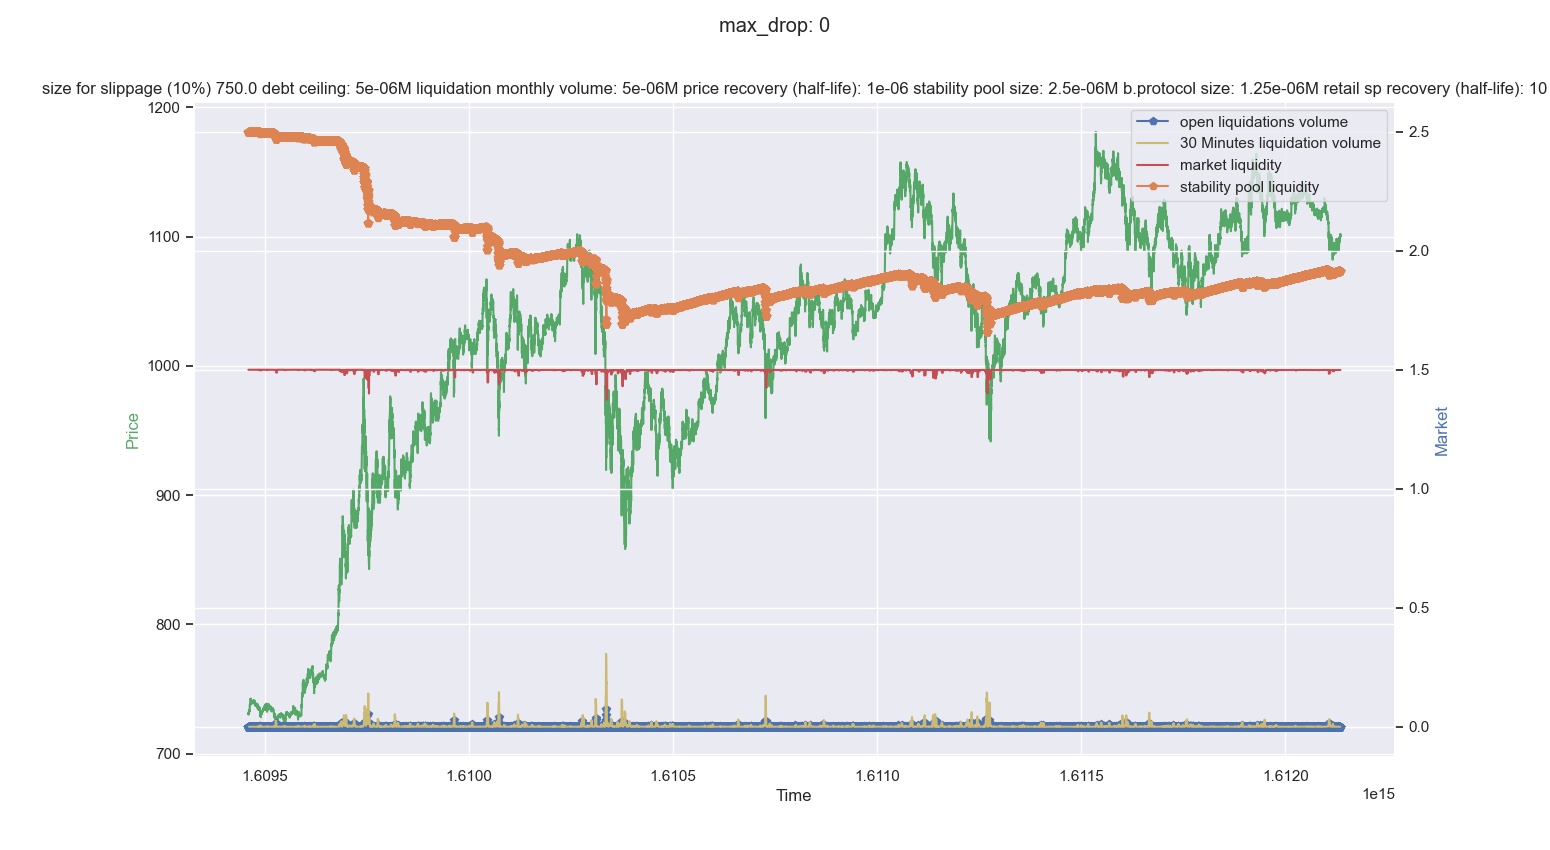 max_drop: 0
size for slippage (10%) 750.0 debt ceiling: 5e-06M liquidation monthly volume: 5e-06M price recovery (half-life): 1e-06 stability pool size: 2.5e-06M b.protocol size: 1.25e-06M retail sp recovery (half-life): 10
open liquidations volume
30 Minutes liquidation volume
market liquidity
stability pool liquidity
1200
1100
1000
900
800
700
Price
2.5
2.0
1.5
1.0
0.5
0.0
Market
1.6095 1.6100 1.6105 1.6110 1.6115 1.6120
Time
1e15